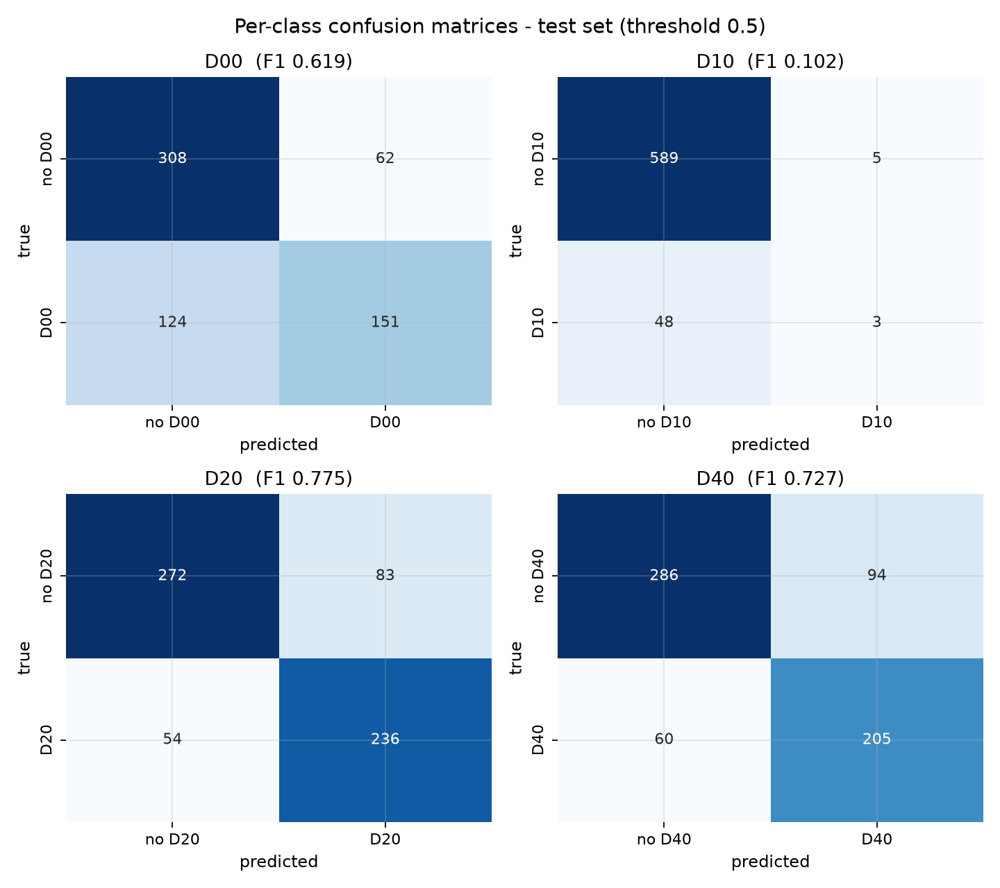 Per-class confusion matrices - test set (threshold 0.5)
D00 (F1 0.619)
no D00
308
62
true
D00
124
151
no D00
D00
predicted
D10 (F1 0.102)
no D10
589
5
true
D10
48
3
no D10
D10
predicted
D20 (F1 0.775)
no D20
272
83
true
D20
54
236
no D20
D20
predicted
D40 (F1 0.727)
no D40
286
94
true
D40
60
205
no D40
D40
predicted